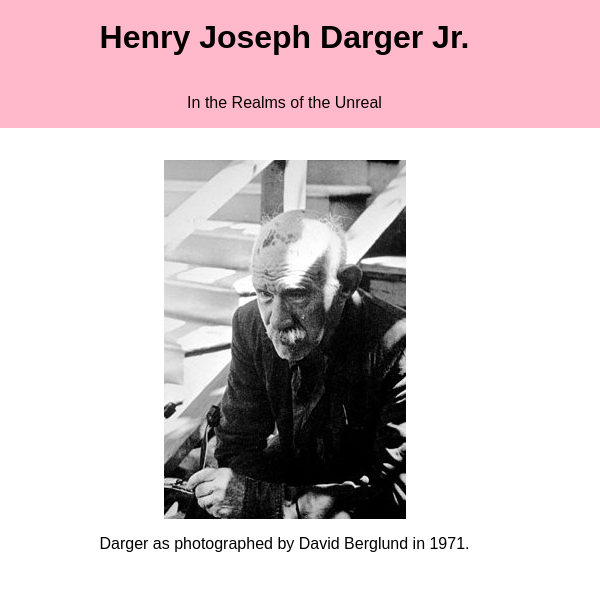 Henry Joseph Darger Jr.
In the Realms of the Unreal
Darger as photographed by David Berglund in 1971.